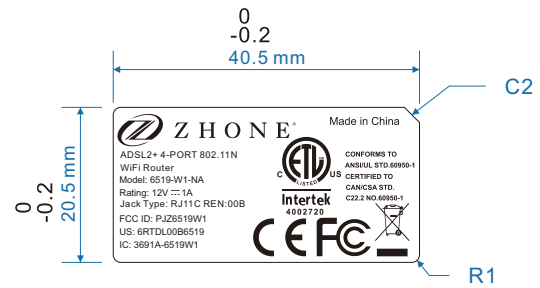 0
-0.2
40.5 mm
C2
0
-0.2
20.5 mm
ZHONE®
Made in China
ADSL2+ 4-PORT 802.11N
WiFi Router
Model: 6519-W1-NA
Rating: 12V ⎓ 1A
Jack Type: RJ11C REN:00B
FCC ID: PJZ6519W1
US: 6RTDL00B6519
IC: 3691A-6519W1
ETL
LISTED
C US
Intertek
4002720
CONFORMS TO
ANSI/UL STD.60950-1
CERTIFIED TO
CAN/CSA STD.
C22.2 NO.60950-1
CE FC
R1